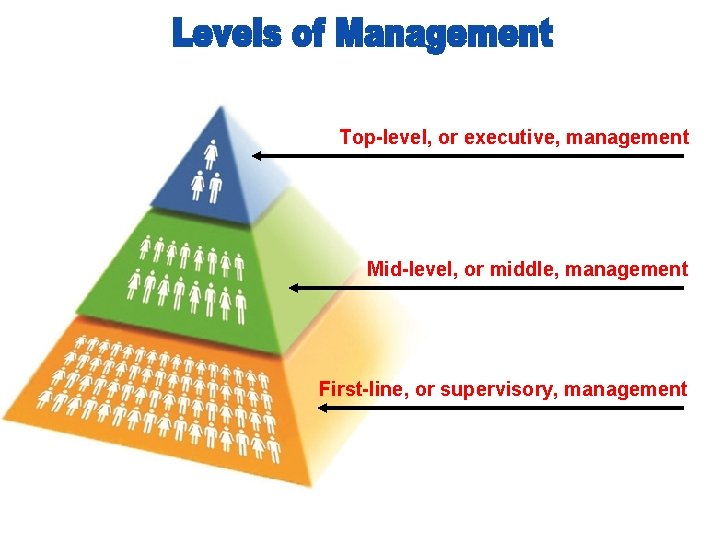 Levels of Management
Top-level, or executive, management
Mid-level, or middle, management
First-line, or supervisory, management